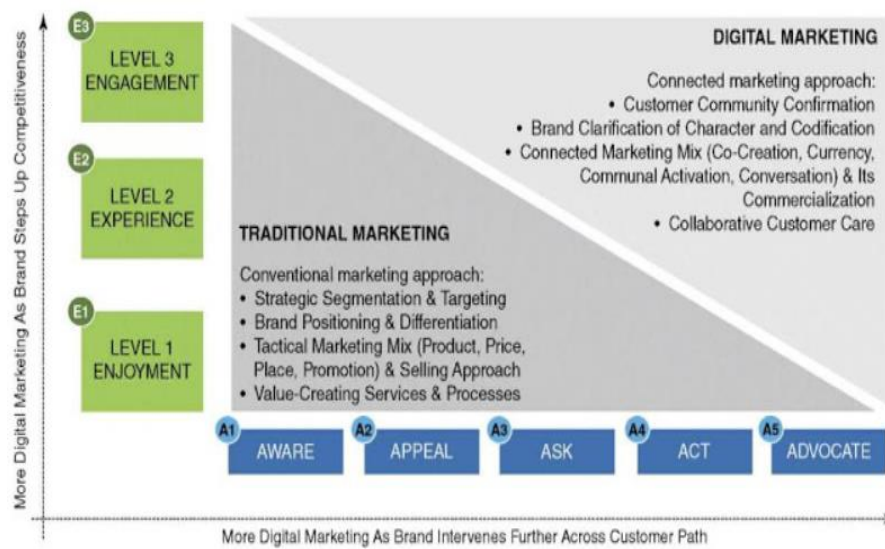 More Digital Marketing As Brand Steps Up Competitiveness
E3
LEVEL 3
ENGAGEMENT
E2
LEVEL 2
EXPERIENCE
E1
LEVEL 1
ENJOYMENT
DIGITAL MARKETING
Connected marketing approach:
• Customer Community Confirmation
• Brand Clarification of Character and Codification
• Connected Marketing Mix (Co-Creation, Currency,
Communal Activation, Conversation) & Its
Commercialization
• Collaborative Customer Care
TRADITIONAL MARKETING
Conventional marketing approach:
• Strategic Segmentation & Targeting
• Brand Positioning & Differentiation
• Tactical Marketing Mix (Product, Price,
Place, Promotion) & Selling Approach
• Value-Creating Services & Processes
A1
AWARE
A2
APPEAL
A3
ASK
A4
ACT
A5
ADVOCATE
More Digital Marketing As Brand Intervenes Further Across Customer Path